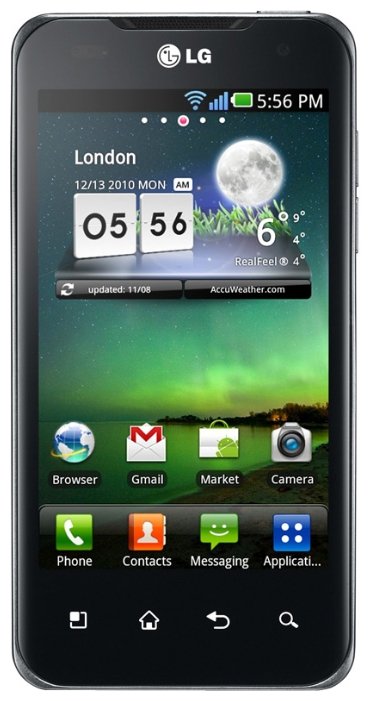 LG
5:56 PM
London
12/13 2010 MON AM
05 56
6° 9°
4°
RealFeel® 4°
updated: 11/08 AccuWeather.com
Browser Gmail Market Camera
Phone Contacts Messaging Applicati...